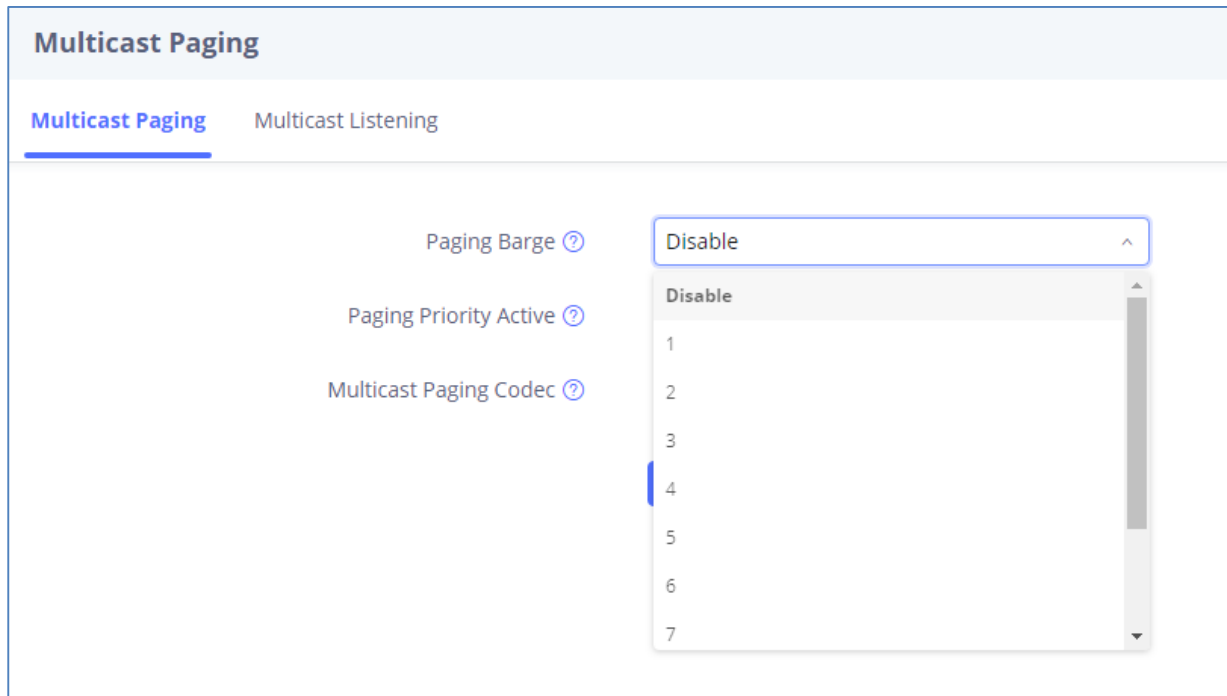 Multicast Paging
Multicast Paging Multicast Listening
Paging Barge ? Disable
Disable
Paging Priority Active ?
1
Multicast Paging Codec ?
2
3
4
5
6
7